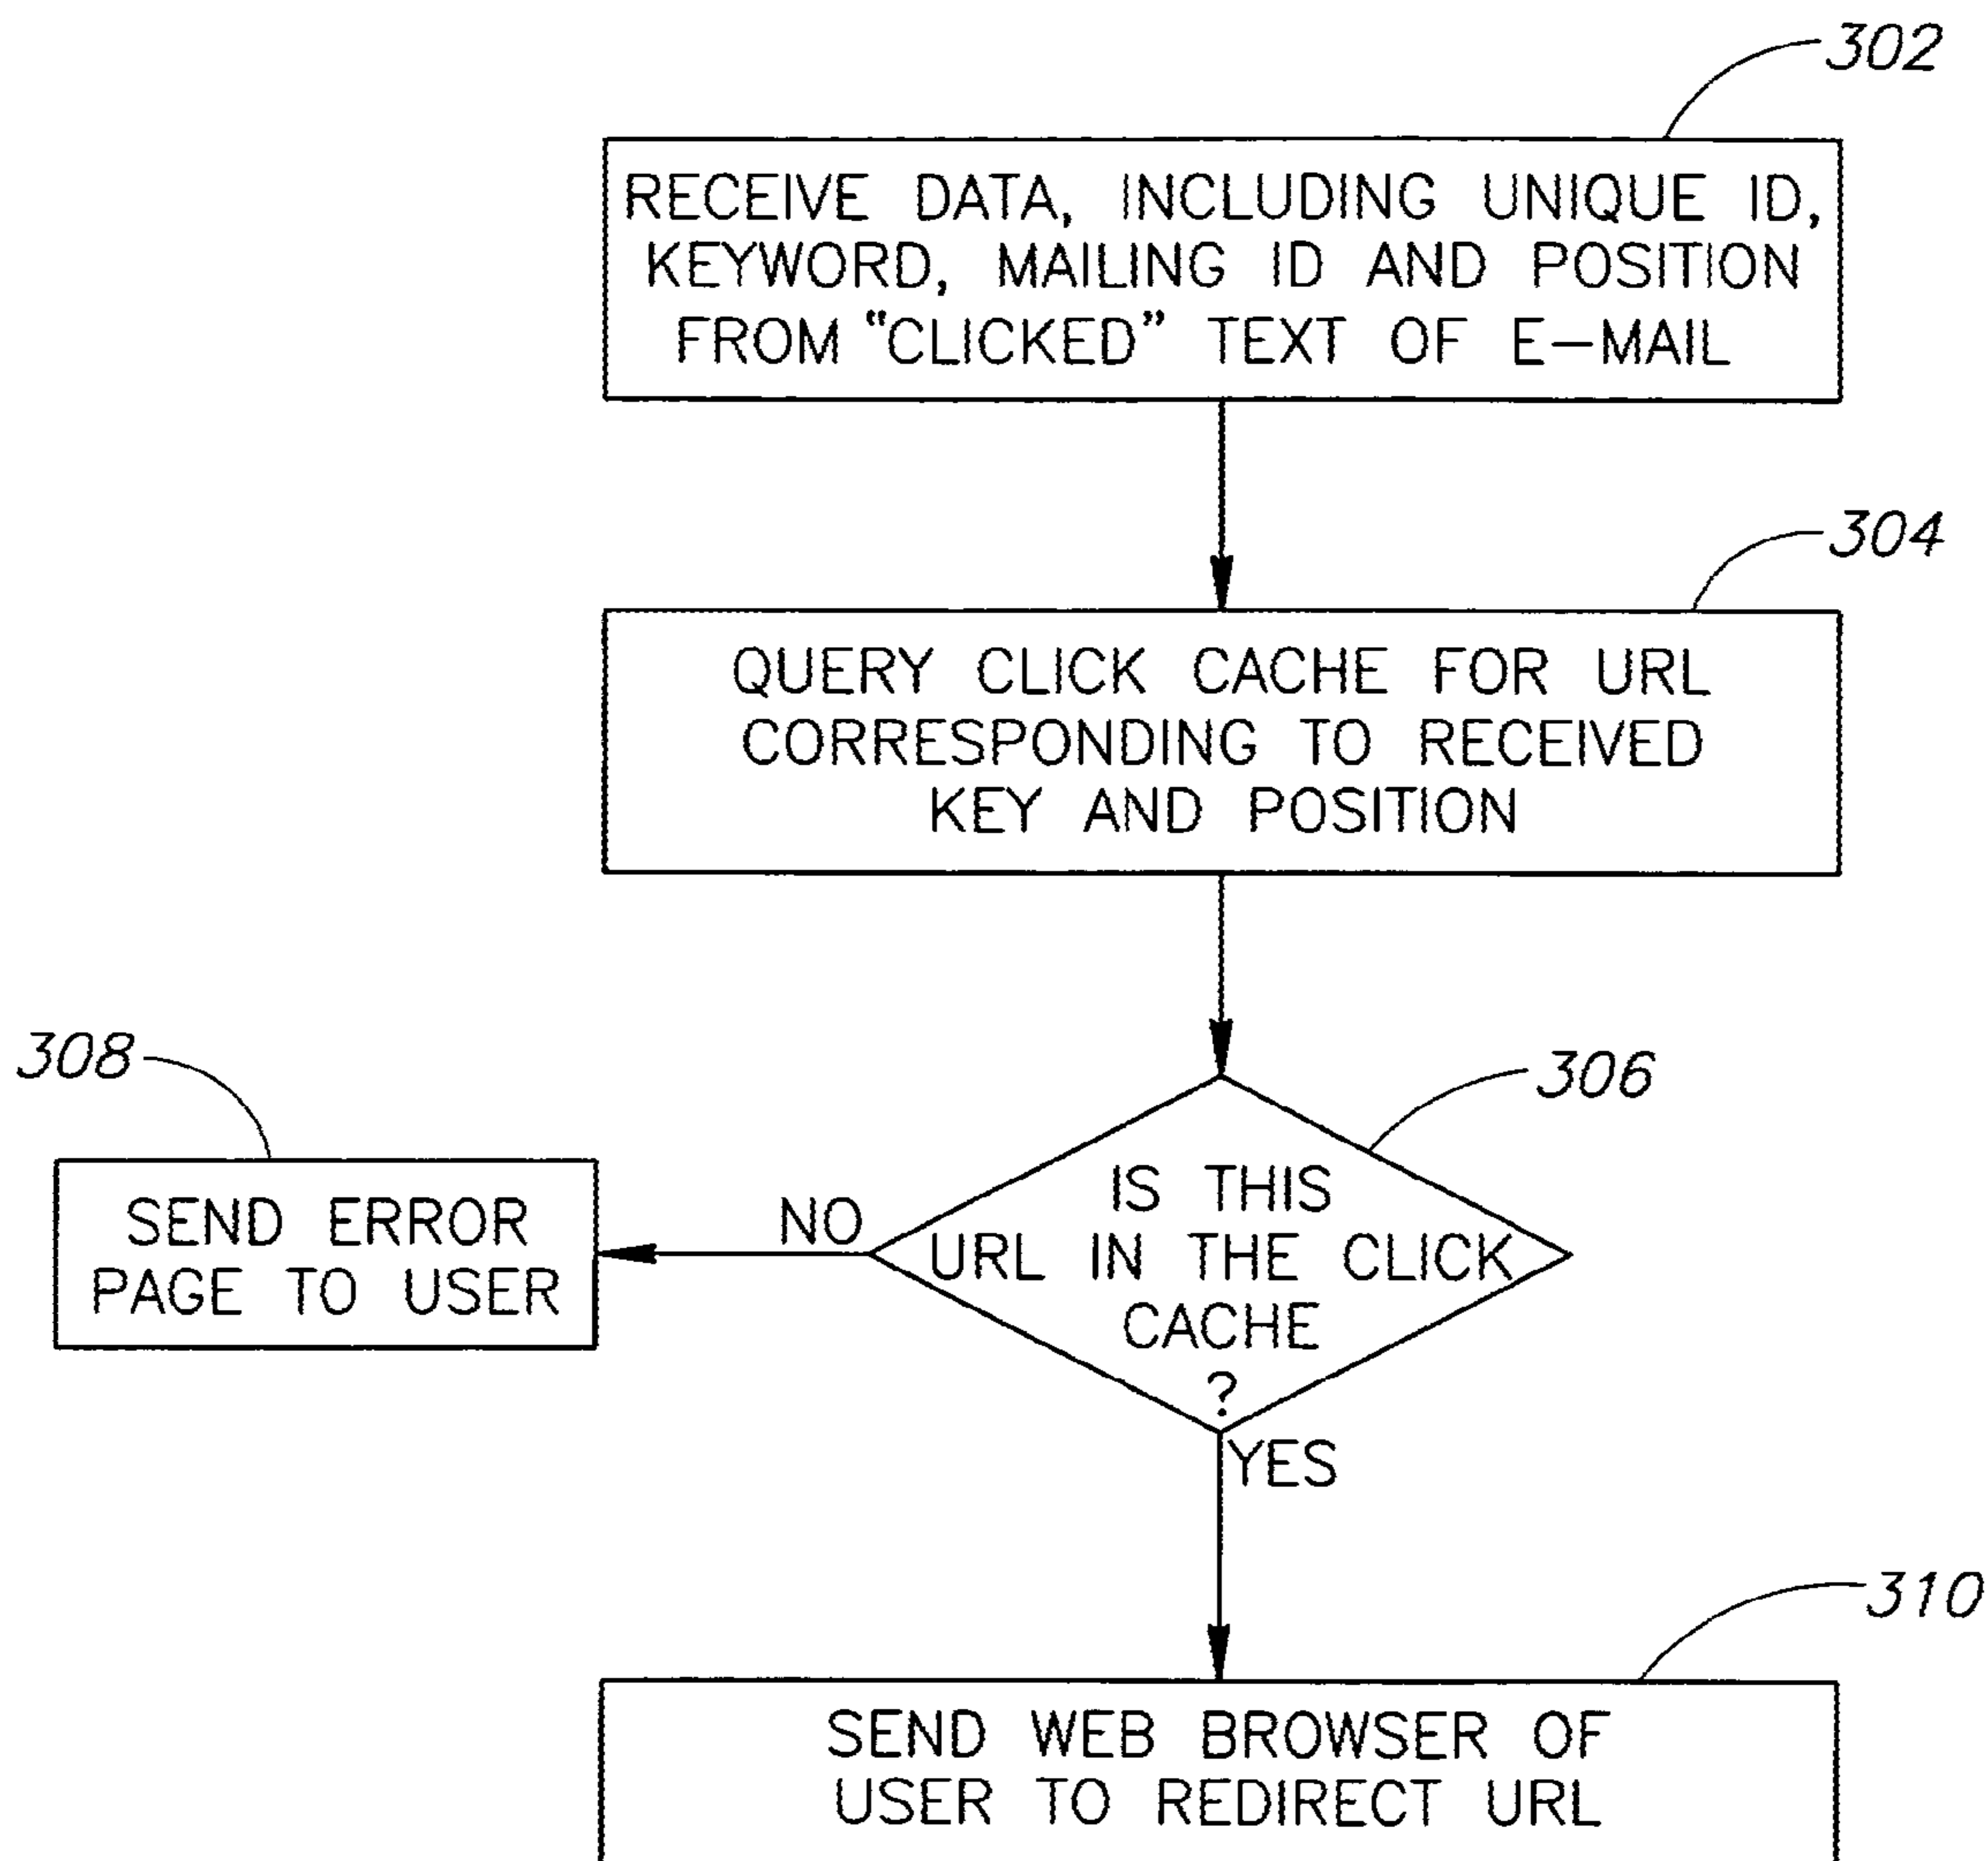 302
RECEIVE DATA, INCLUDING UNIQUE ID,
KEYWORD, MAILING ID AND POSITION
FROM “CLICKED” TEXT OF E–MAIL
304
QUERY CLICK CACHE FOR URL
CORRESPONDING TO RECEIVED
KEY AND POSITION
308
306
SEND ERROR
PAGE TO USER
NO
IS THIS
URL IN THE CLICK
CACHE
?
YES
310
SEND WEB BROWSER OF
USER TO REDIRECT URL